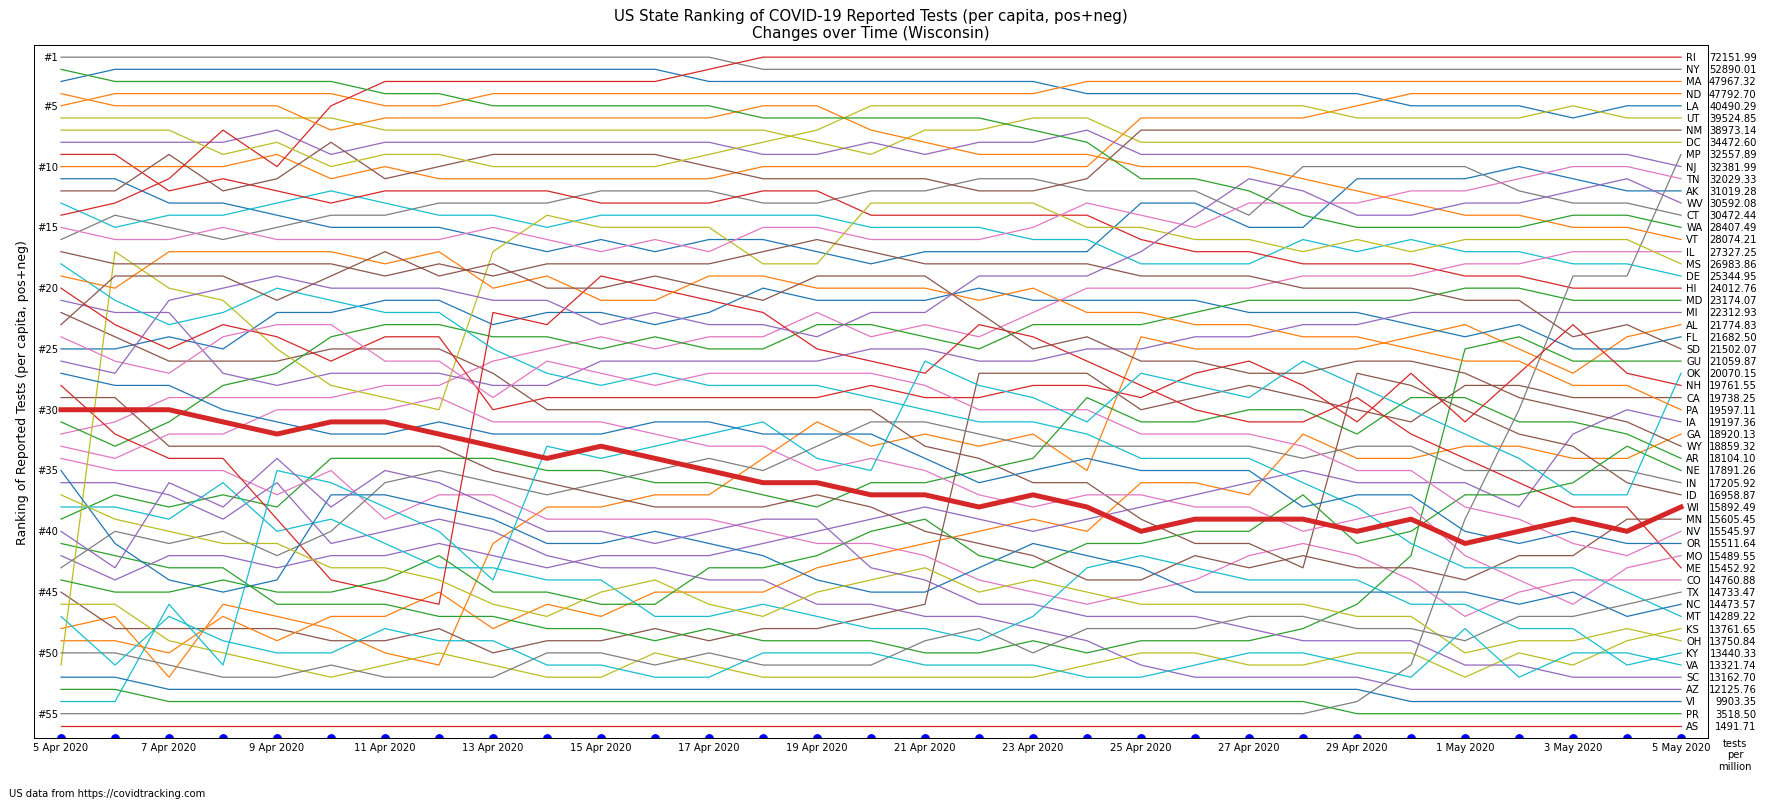 US State Ranking of COVID-19 Reported Tests (per capita, pos+neg)
Changes over Time (Wisconsin)
Ranking of Reported Tests (per capita, pos+neg)
#1
#5
#10
#15
#20
#25
#30
#35
#40
#45
#50
#55
RI 72151.99
NY 52890.01
MA 47967.32
ND 47792.70
LA 40490.29
UT 39524.85
NM 38973.14
DC 34472.60
MP 32557.89
NJ 32381.99
TN 32029.33
AK 31019.28
WV 30592.08
CT 30472.44
WA 28407.49
VT 28074.21
IL 27327.25
MS 26983.86
DE 25344.95
HI 24012.76
MD 23174.07
MI 22312.93
AL 21774.83
FL 21682.50
SD 21502.07
GU 21059.87
OK 20070.15
NH 19761.55
CA 19738.25
PA 19597.11
IA 19197.36
GA 18920.13
WY 18859.32
AR 18104.10
NE 17891.26
IN 17205.92
ID 16958.87
WI 15892.49
MN 15605.45
NV 15545.97
OR 15511.64
MO 15489.55
ME 15452.92
CO 14760.88
TX 14733.47
NC 14473.57
MT 14289.22
KS 13761.65
OH 13750.84
KY 13440.33
VA 13321.74
SC 13162.70
AZ 12125.76
VI 9903.35
PR 3518.50
AS 1491.71
5 Apr 2020 7 Apr 2020 9 Apr 2020 11 Apr 2020 13 Apr 2020 15 Apr 2020 17 Apr 2020 19 Apr 2020 21 Apr 2020 23 Apr 2020 25 Apr 2020 27 Apr 2020 29 Apr 2020 1 May 2020 3 May 2020 5 May 2020
tests
per
million
US data from https://covidtracking.com